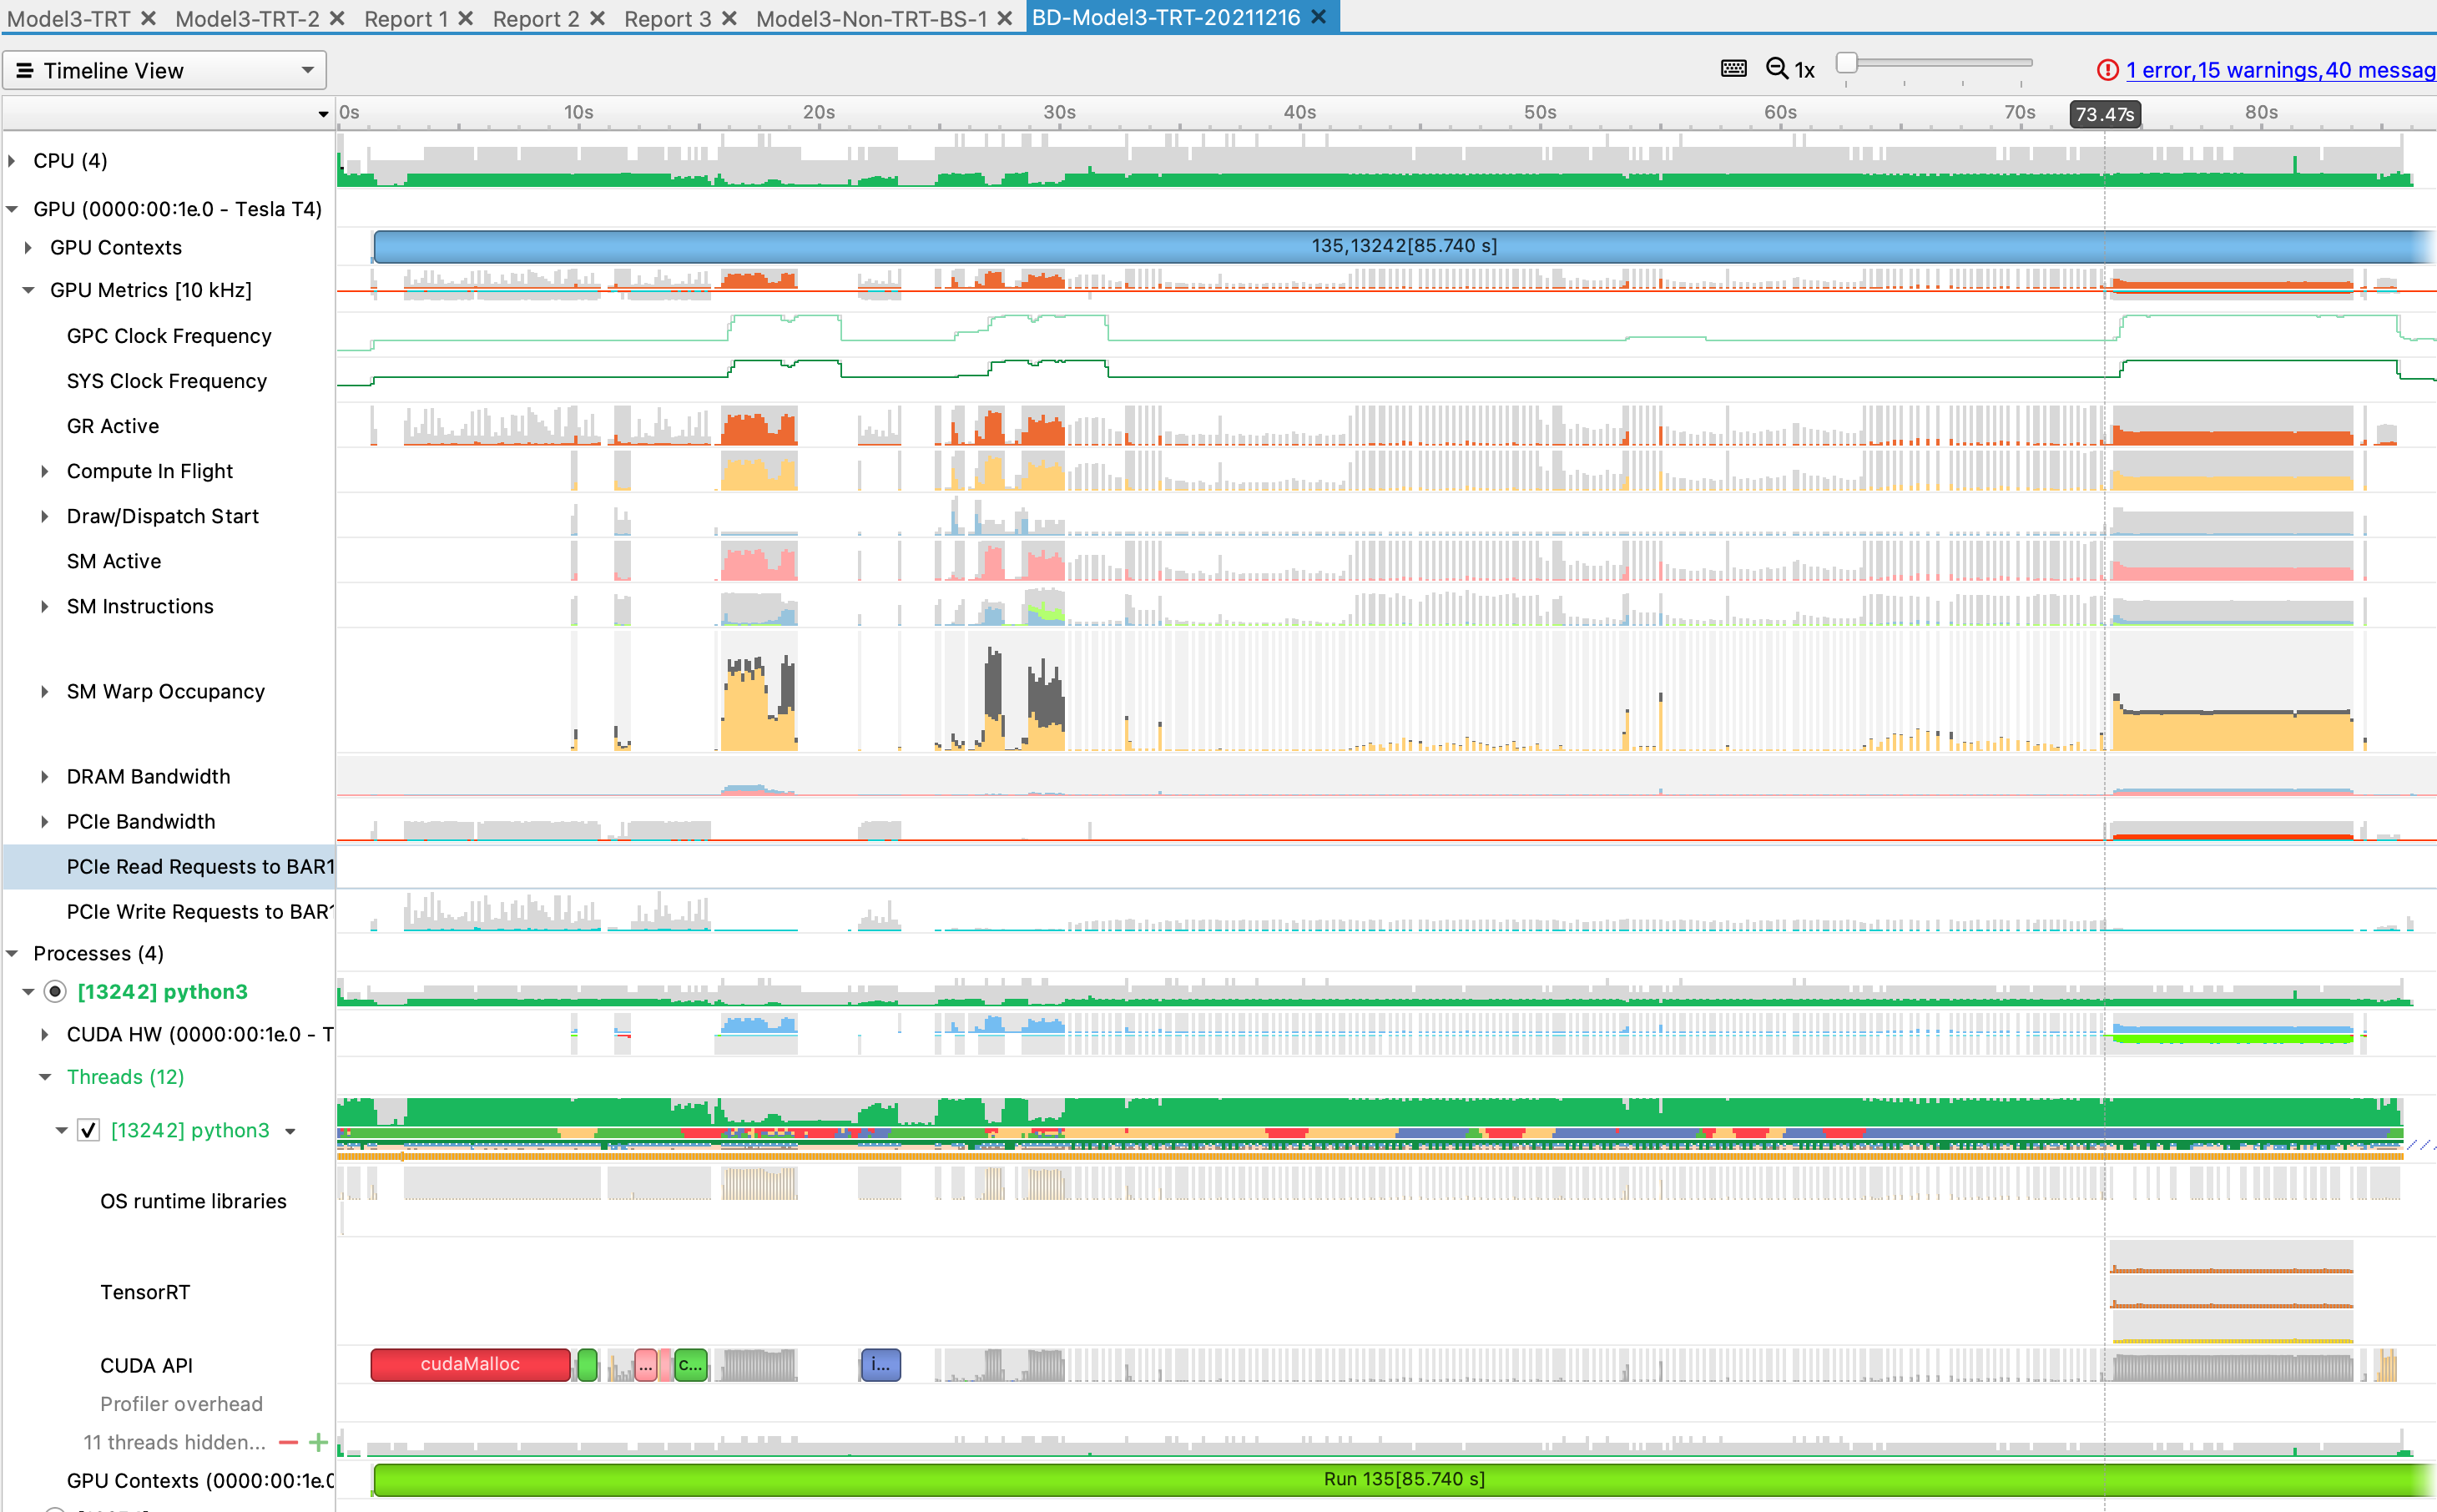 Model3-TRT Model3-TRT-2 Report 1 Report 2 Report 3 Model3-Non-TRT-BS-1 BD-Model3-TRT-20211216
Timeline View 1x 1 error,15 warnings,40 messag
0s 10s 20s 30s 40s 50s 60s 70s 73.47s 80s
CPU (4)
GPU (0000:00:1e.0 - Tesla T4)
GPU Contexts 135,13242[85.740 s]
GPU Metrics [10 kHz]
GPC Clock Frequency
SYS Clock Frequency
GR Active
Compute In Flight
Draw/Dispatch Start
SM Active
SM Instructions
SM Warp Occupancy
DRAM Bandwidth
PCIe Bandwidth
PCIe Read Requests to BAR1
PCIe Write Requests to BAR1
Processes (4)
[13242] python3
CUDA HW (0000:00:1e.0 - T
Threads (12)
[13242] python3
OS runtime libraries
TensorRT
CUDA API cudaMalloc ... c... i...
Profiler overhead
11 threads hidden...
GPU Contexts (0000:00:1e.0 Run 135[85.740 s]